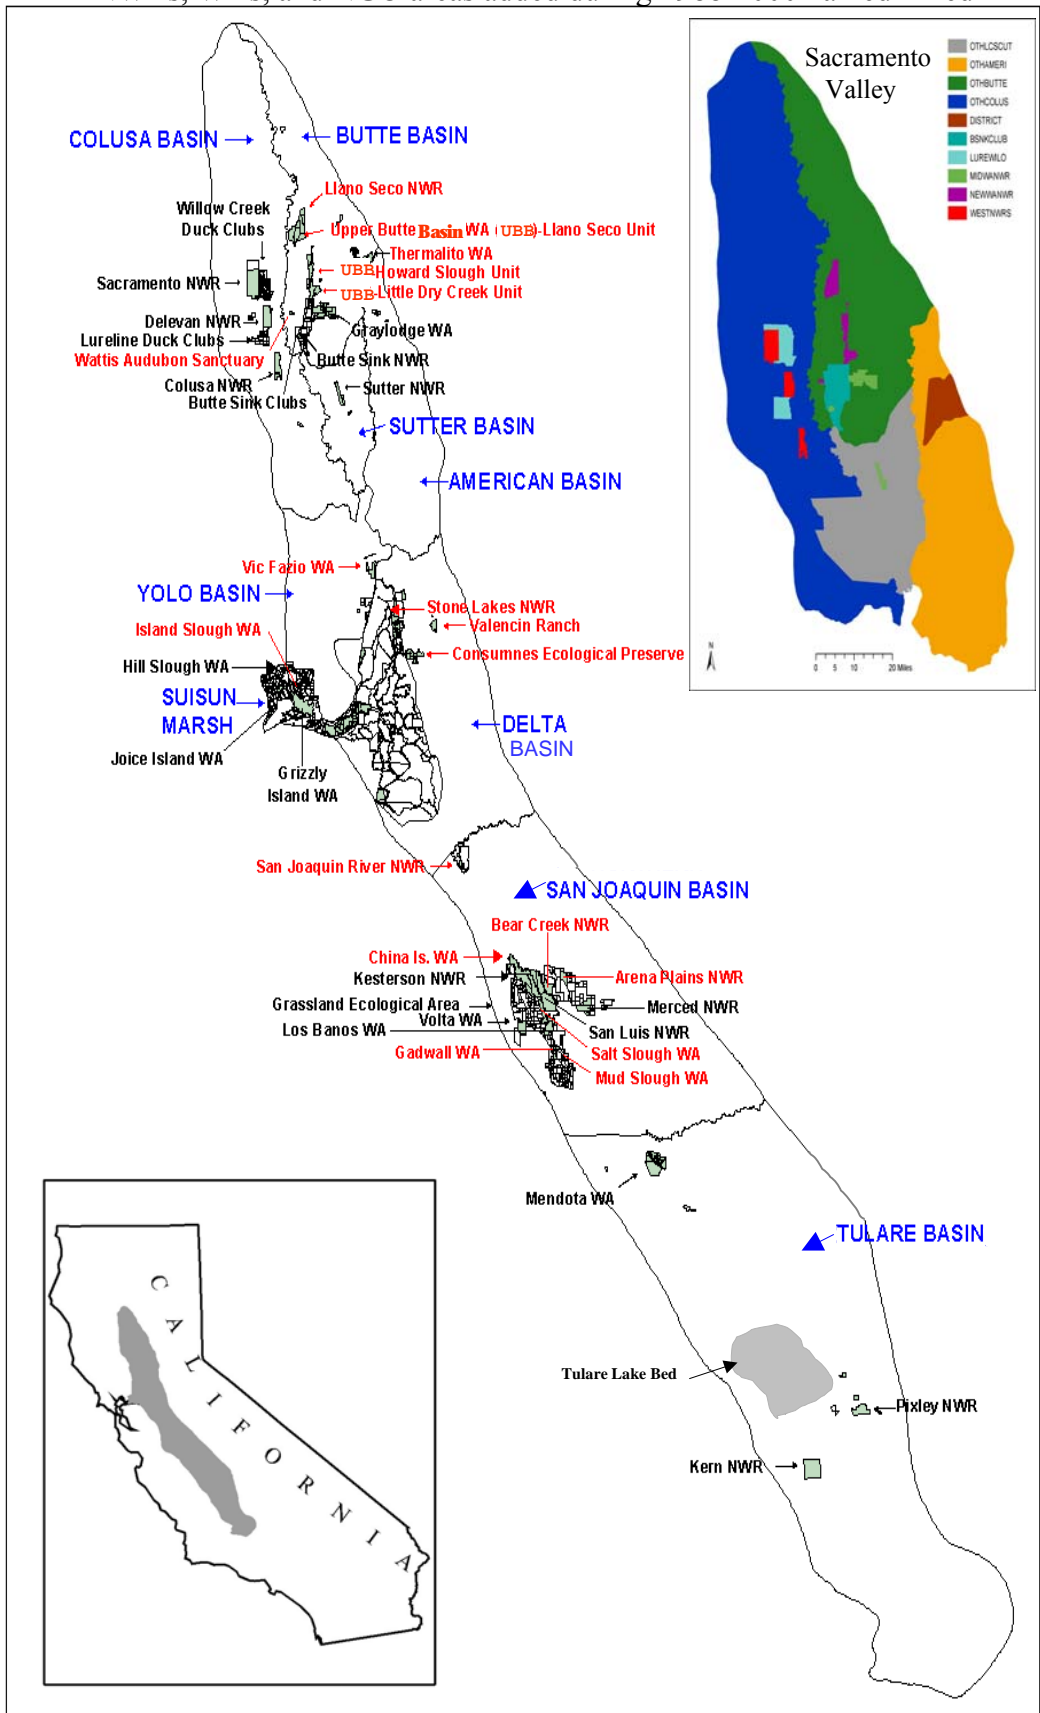 Sacramento
Valley
OTHLCSCUT
OTHAMERI
OTHBUTTE
OTHCOLUS
DISTRICT
BSNKCLUB
LUREWILO
MIDWANWR
NEWWANWR
WESTNWRS
N
0 5 10 20 Miles
COLUSA BASIN
BUTTE BASIN
Llano Seco NWR
Willow Creek
Duck Clubs
Upper Butte Basin WA (UBB)-Llano Seco Unit
Thermalito WA
Sacramento NWR
UBB-Howard Slough Unit
UBB-Little Dry Creek Unit
Delevan NWR
Graylodge WA
Lureline Duck Clubs
Wattis Audubon Sanctuary
Butte Sink NWR
Colusa NWR
Sutter NWR
Butte Sink Clubs
SUTTER BASIN
AMERICAN BASIN
Vic Fazio WA
YOLO BASIN
Stone Lakes NWR
Island Slough WA
Valencin Ranch
Consumnes Ecological Preserve
Hill Slough WA
SUISUN
MARSH
DELTA
BASIN
Joice Island WA
Grizzly
Island WA
San Joaquin River NWR
SAN JOAQUIN BASIN
Bear Creek NWR
China Is. WA
Kesterson NWR
Arena Plains NWR
Grassland Ecological Area
Merced NWR
Volta WA
Los Banos WA
San Luis NWR
Gadwall WA
Salt Slough WA
Mud Slough WA
Mendota WA
TULARE BASIN
Tulare Lake Bed
Pixley NWR
Kern NWR
CALIFORNIA